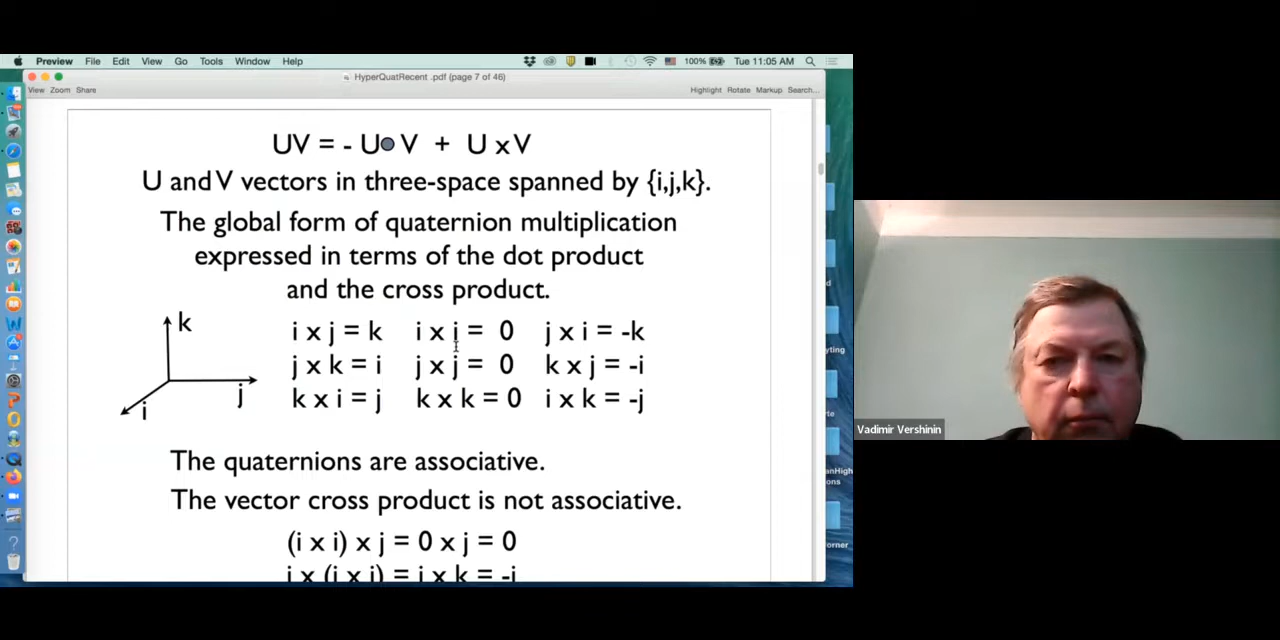 Preview File Edit View Go Tools Window Help 100% Tue 11:05 AM
HyperQuatRecent .pdf (page 7 of 46)
View Zoom Share Highlight Rotate Markup Search...
UV = - U● V + U x V
U and V vectors in three-space spanned by {i,j,k}.
The global form of quaternion multiplication
expressed in terms of the dot product
and the cross product.
k
j
i
i x j = k i x i = 0 j x i = -k
j x k = i j x j = 0 k x j = -i
k x i = j k x k = 0 i x k = -j
The quaternions are associative.
The vector cross product is not associative.
(i x i) x j = 0 x j = 0
i x (i x j) = i x k = -j
Vadimir Vershinin